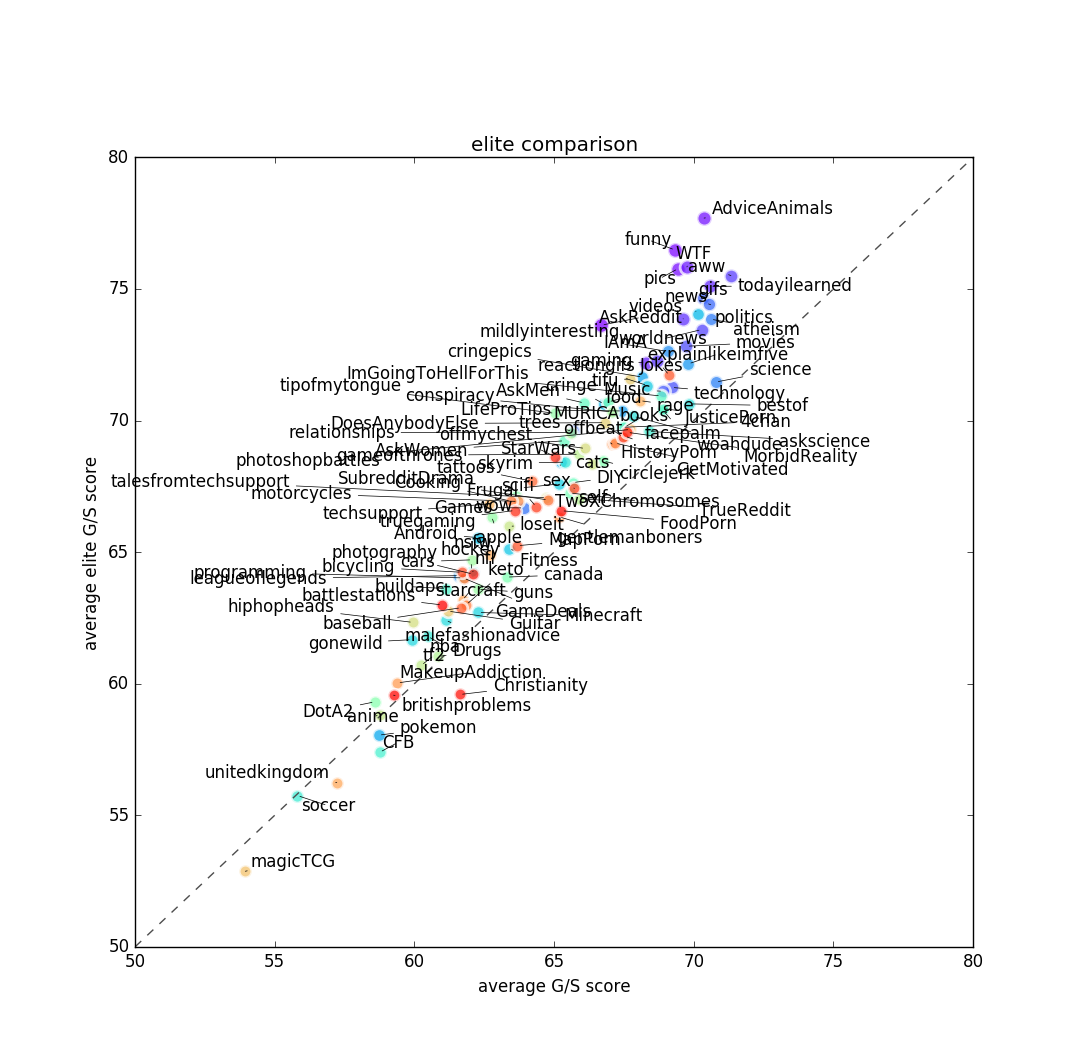 elite comparison
80
AdviceAnimals
funny
WTF
aww
pics
75
todayilearned
gifs
news
videos
AskReddit
politics
mildlyinteresting
atheism
worldnews
movies
IAmA
cringepics
explainlikeimfive
gaming
reactiongifs
jokes
science
ImGoingToHellForThis
tifu
tipofmytongue
cringe
Music
technology
AskMen
conspiracy
food
rage
bestof
LifeProTips
MURICA
books
JusticePorn
70
DoesAnybodyElse
trees
4chan
relationships
offmychest
offbeat
facepalm
askscience
woahdude
AskWomen
StarWars
HistoryPorn
MorbidReality
gameofthrones
photoshopbattles
skyrim
cats
tattoos
circlejerk
GetMotivated
talesfromtechsupport
SubredditDrama
Cooking
scifi
sex
DIY
motorcycles
Frugal
self
TwoXChromosomes
techsupport
Games
wow
TrueReddit
truegaming
loseit
FoodPorn
Android
apple
gentlemanboners
nsfw
MapPorn
65
photography
hockey
nfl
Fitness
bicycling
cars
keto
programming
leagueoflegends
canada
buildapc
starcraft
guns
battlestations
hiphopheads
GameDeals
Minecraft
baseball
Guitar
gonewild
malefashionadvice
nba
Drugs
tf2
60
MakeupAddiction
Christianity
DotA2
anime
britishproblems
pokemon
CFB
unitedkingdom
55
soccer
magicTCG
50
50
55
60
65
70
75
80
average G/S score
average elite G/S score